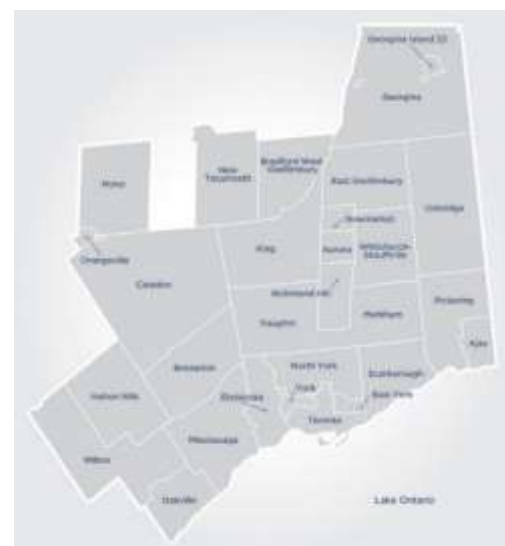 Georgina Island 33
Georgina
Mono
New
Tecumseth
Bradford West
Gwillimbury
East Gwillimbury
Uxbridge
Newmarket
King
Aurora
Whitchurch-
Stouffville
Orangeville
Caledon
Richmond Hill
Vaughan
Markham
Pickering
Ajax
Brampton
North York
Scarborough
Halton Hills
Etobicoke
York
East York
Toronto
Mississauga
Milton
Oakville
Lake Ontario